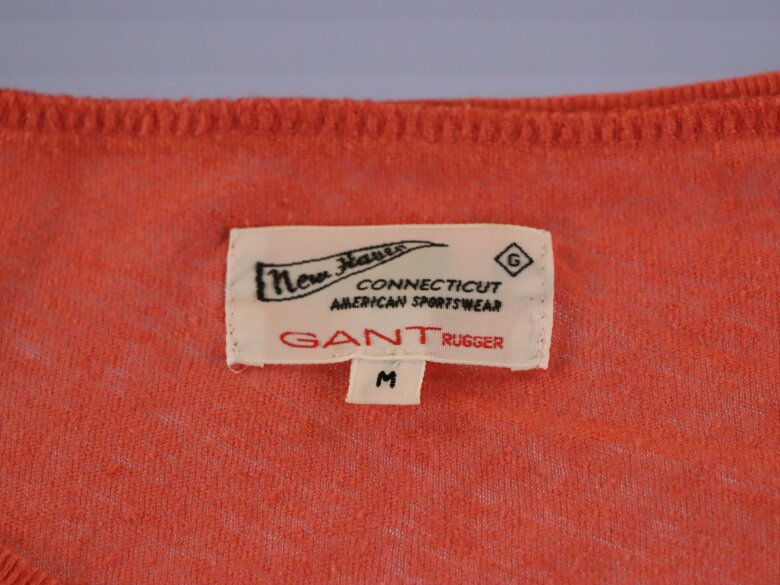 New Haven
G
CONNECTICUT
AMERICAN SPORTSWEAR
GANT RUGGER
M